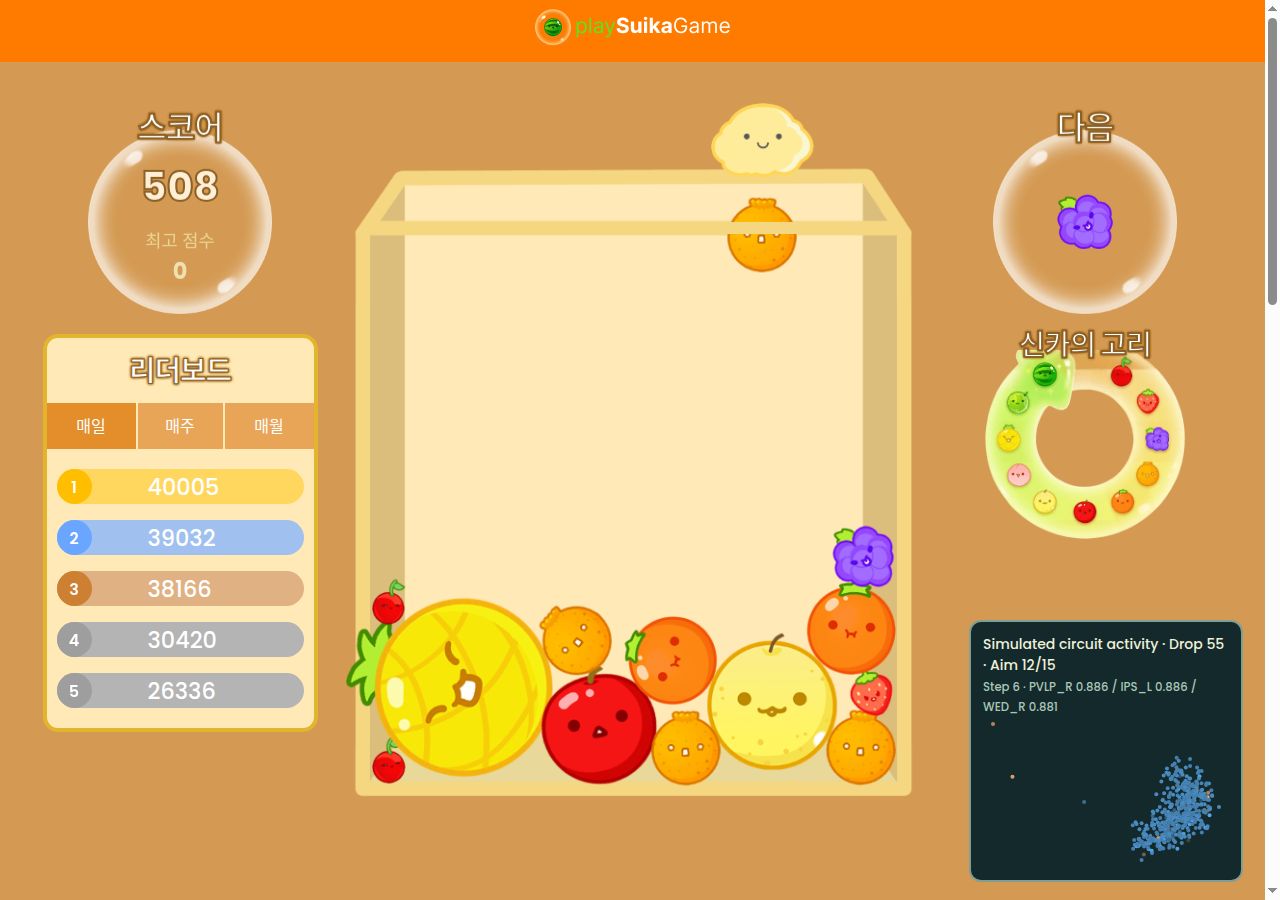 playSuikaGame
스코어
508
최고 점수
0
다음
신카의 고리
리더보드
매일 매주 매월
1 40005
2 39032
3 38166
4 30420
5 26336
Simulated circuit activity · Drop 55
· Aim 12/15
Step 6 · PVLP_R 0.886 / IPS_L 0.886 /
WED_R 0.881